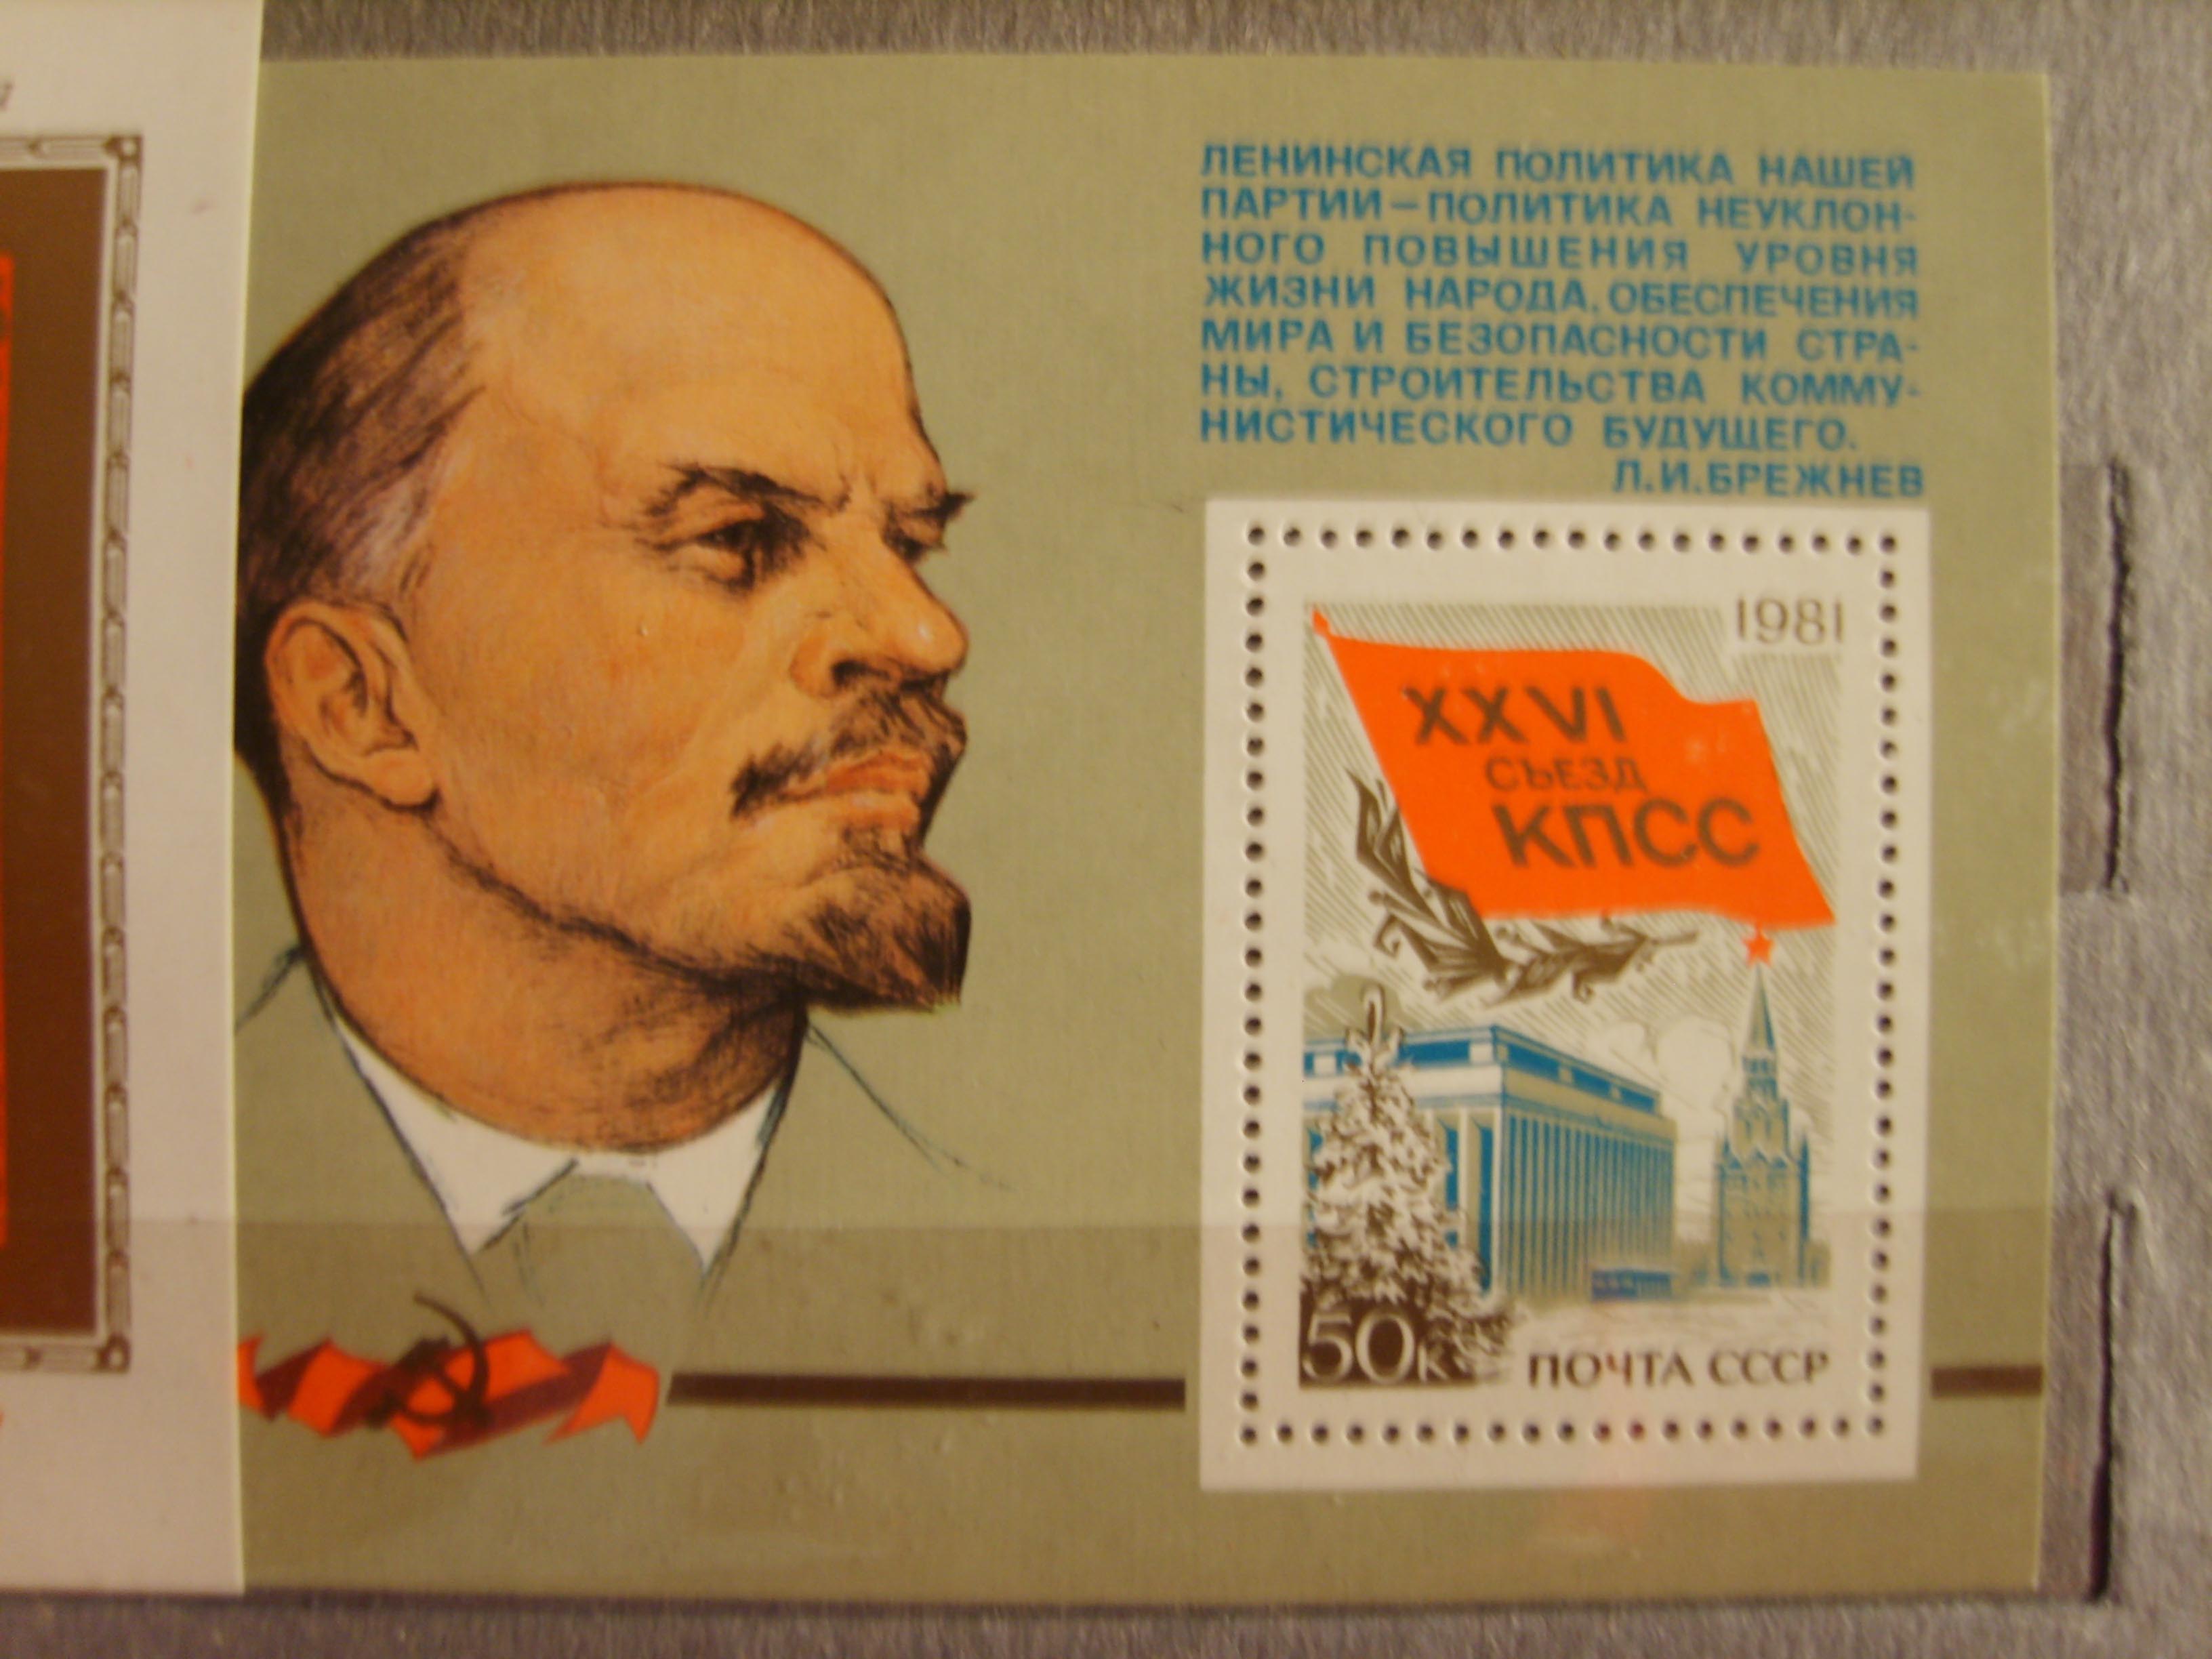 ЛЕНИНСКАЯ ПОЛИТИКА НАШЕЙ
ПАРТИИ—ПОЛИТИКА НЕУКЛОН-
НОГО ПОВЫШЕНИЯ УРОВНЯ
ЖИЗНИ НАРОДА, ОБЕСПЕЧЕНИЯ
МИРА И БЕЗОПАСНОСТИ СТРА-
НЫ, СТРОИТЕЛЬСТВА КОММУ-
НИСТИЧЕСКОГО БУДУЩЕГО.
Л.И.БРЕЖНЕВ
1981
XXVI
СЪЕЗД
КПСС
50К
ПОЧТА СССР